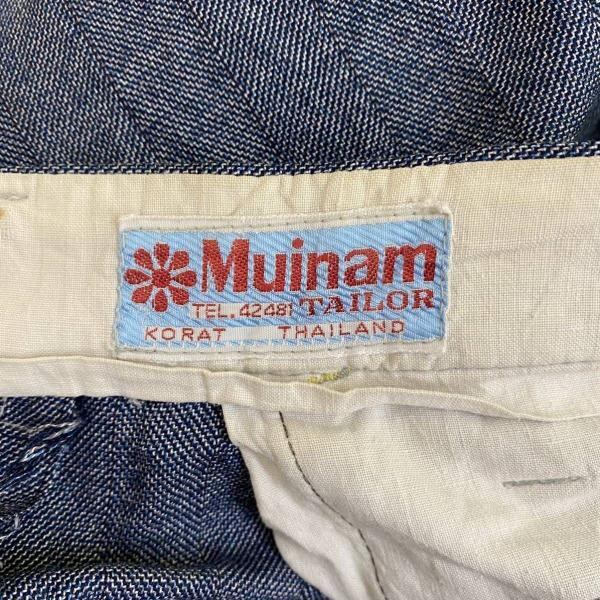 Muinam
TEL. 42481 TAILOR
KORAT THAILAND